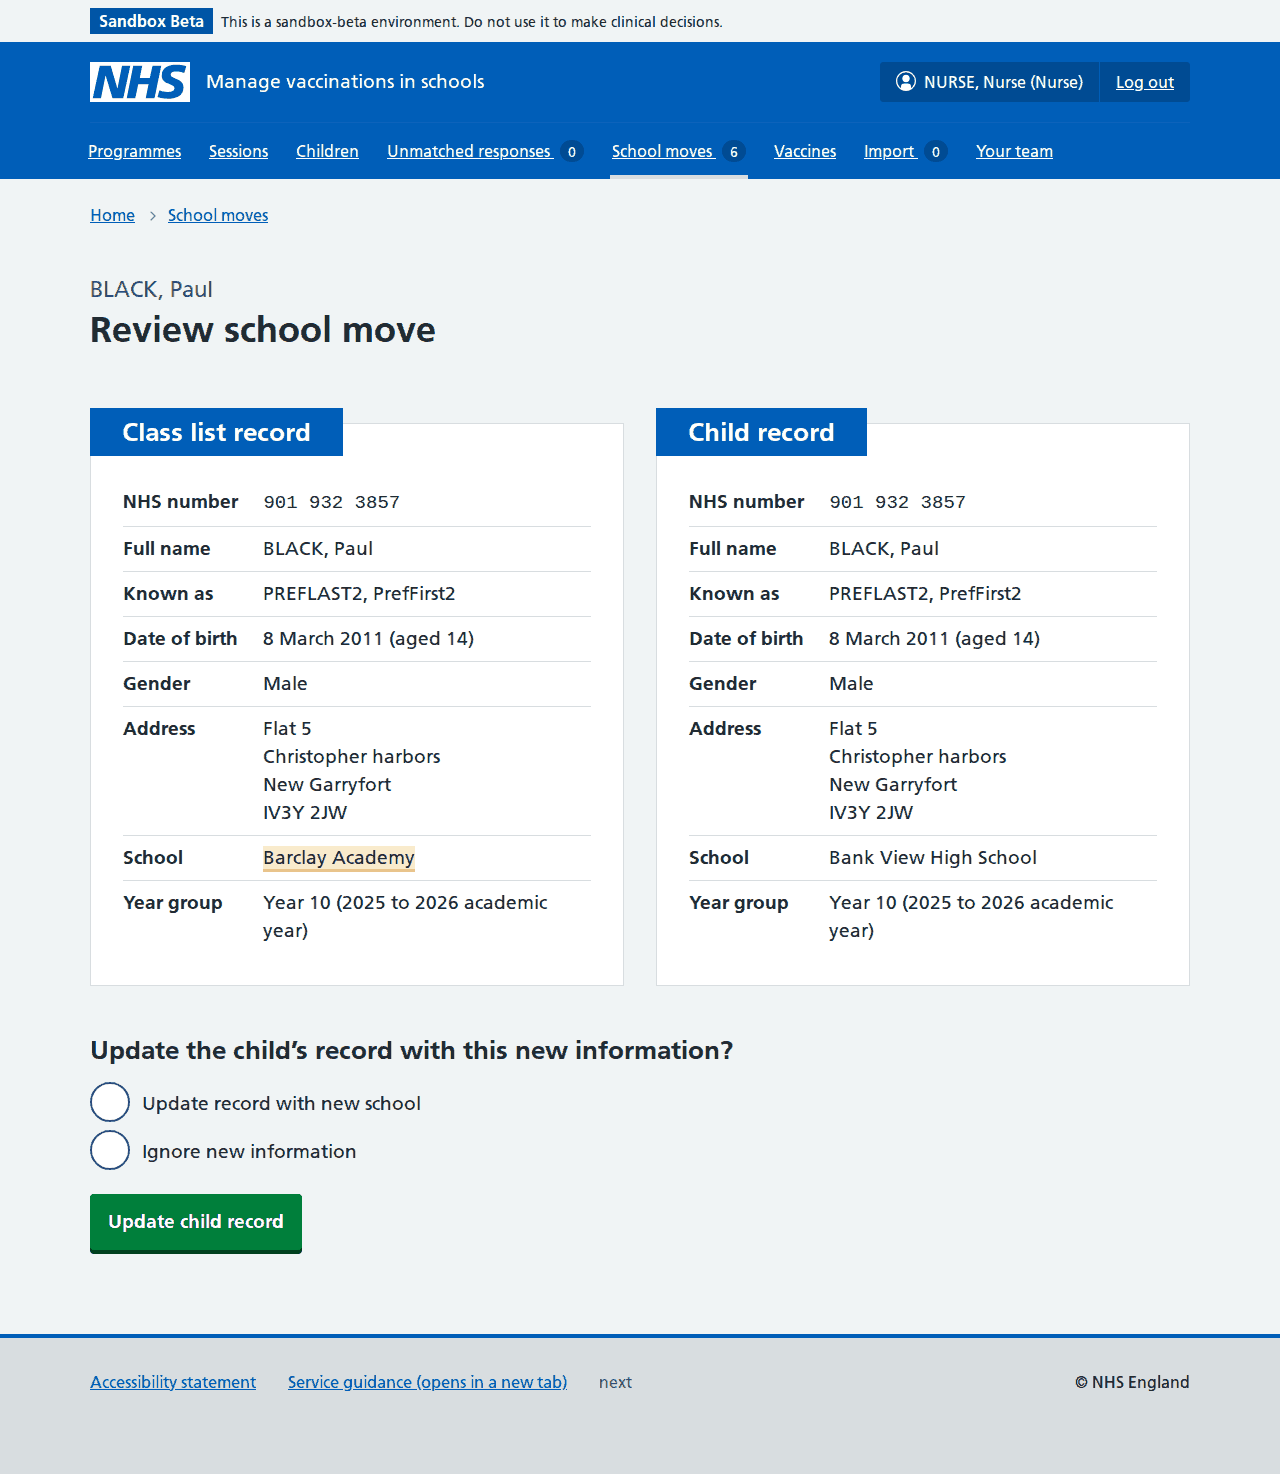 Sandbox Beta This is a sandbox-beta environment. Do not use it to make clinical decisions.
NHS Manage vaccinations in schools NURSE, Nurse (Nurse) Log out
Programmes Sessions Children Unmatched responses 0 School moves 6 Vaccines Import 0 Your team
Home School moves
BLACK, Paul
Review school move
Class list record
NHS number 901 932 3857
Full name BLACK, Paul
Known as PREFLAST2, PrefFirst2
Date of birth 8 March 2011 (aged 14)
Gender Male
Address Flat 5
Christopher harbors
New Garryfort
IV3Y 2JW
School Barclay Academy
Year group Year 10 (2025 to 2026 academic
year)
Child record
NHS number 901 932 3857
Full name BLACK, Paul
Known as PREFLAST2, PrefFirst2
Date of birth 8 March 2011 (aged 14)
Gender Male
Address Flat 5
Christopher harbors
New Garryfort
IV3Y 2JW
School Bank View High School
Year group Year 10 (2025 to 2026 academic
year)
Update the child’s record with this new information?
Update record with new school
Ignore new information
Update child record
Accessibility statement Service guidance (opens in a new tab) next © NHS England